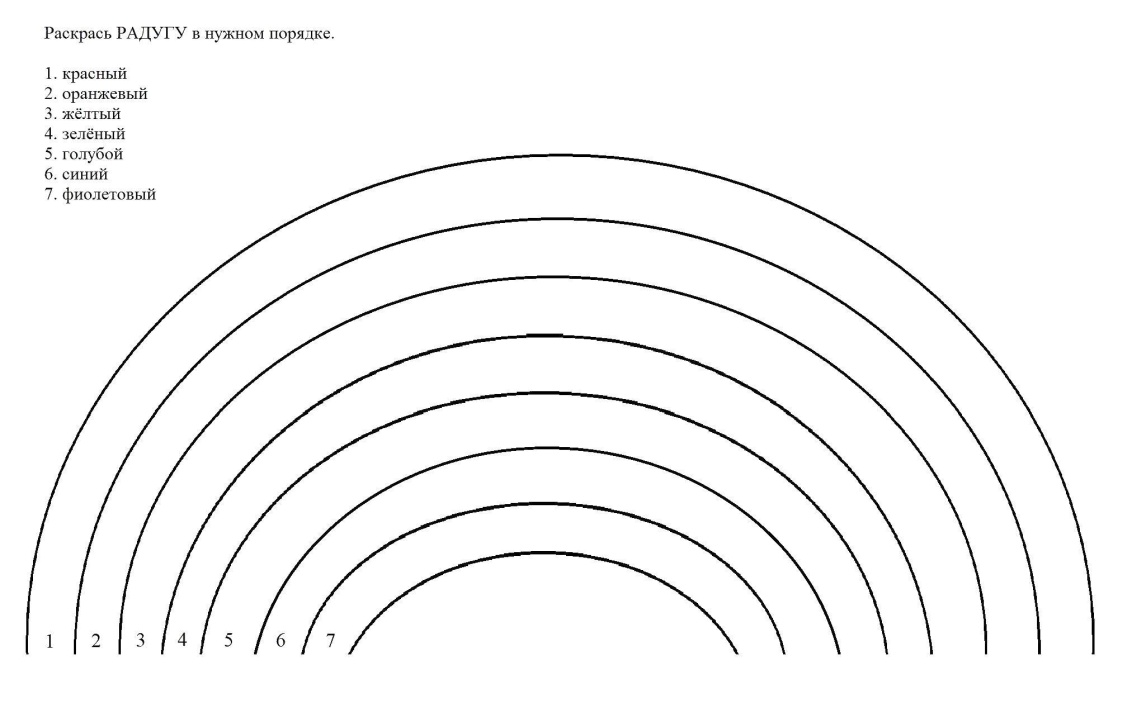 Раскрась РАДУГУ в нужном порядке.
1. красный
2. оранжевый
3. жёлтый
4. зелёный
5. голубой
6. синий
7. фиолетовый
1 2 3 4 5 6 7